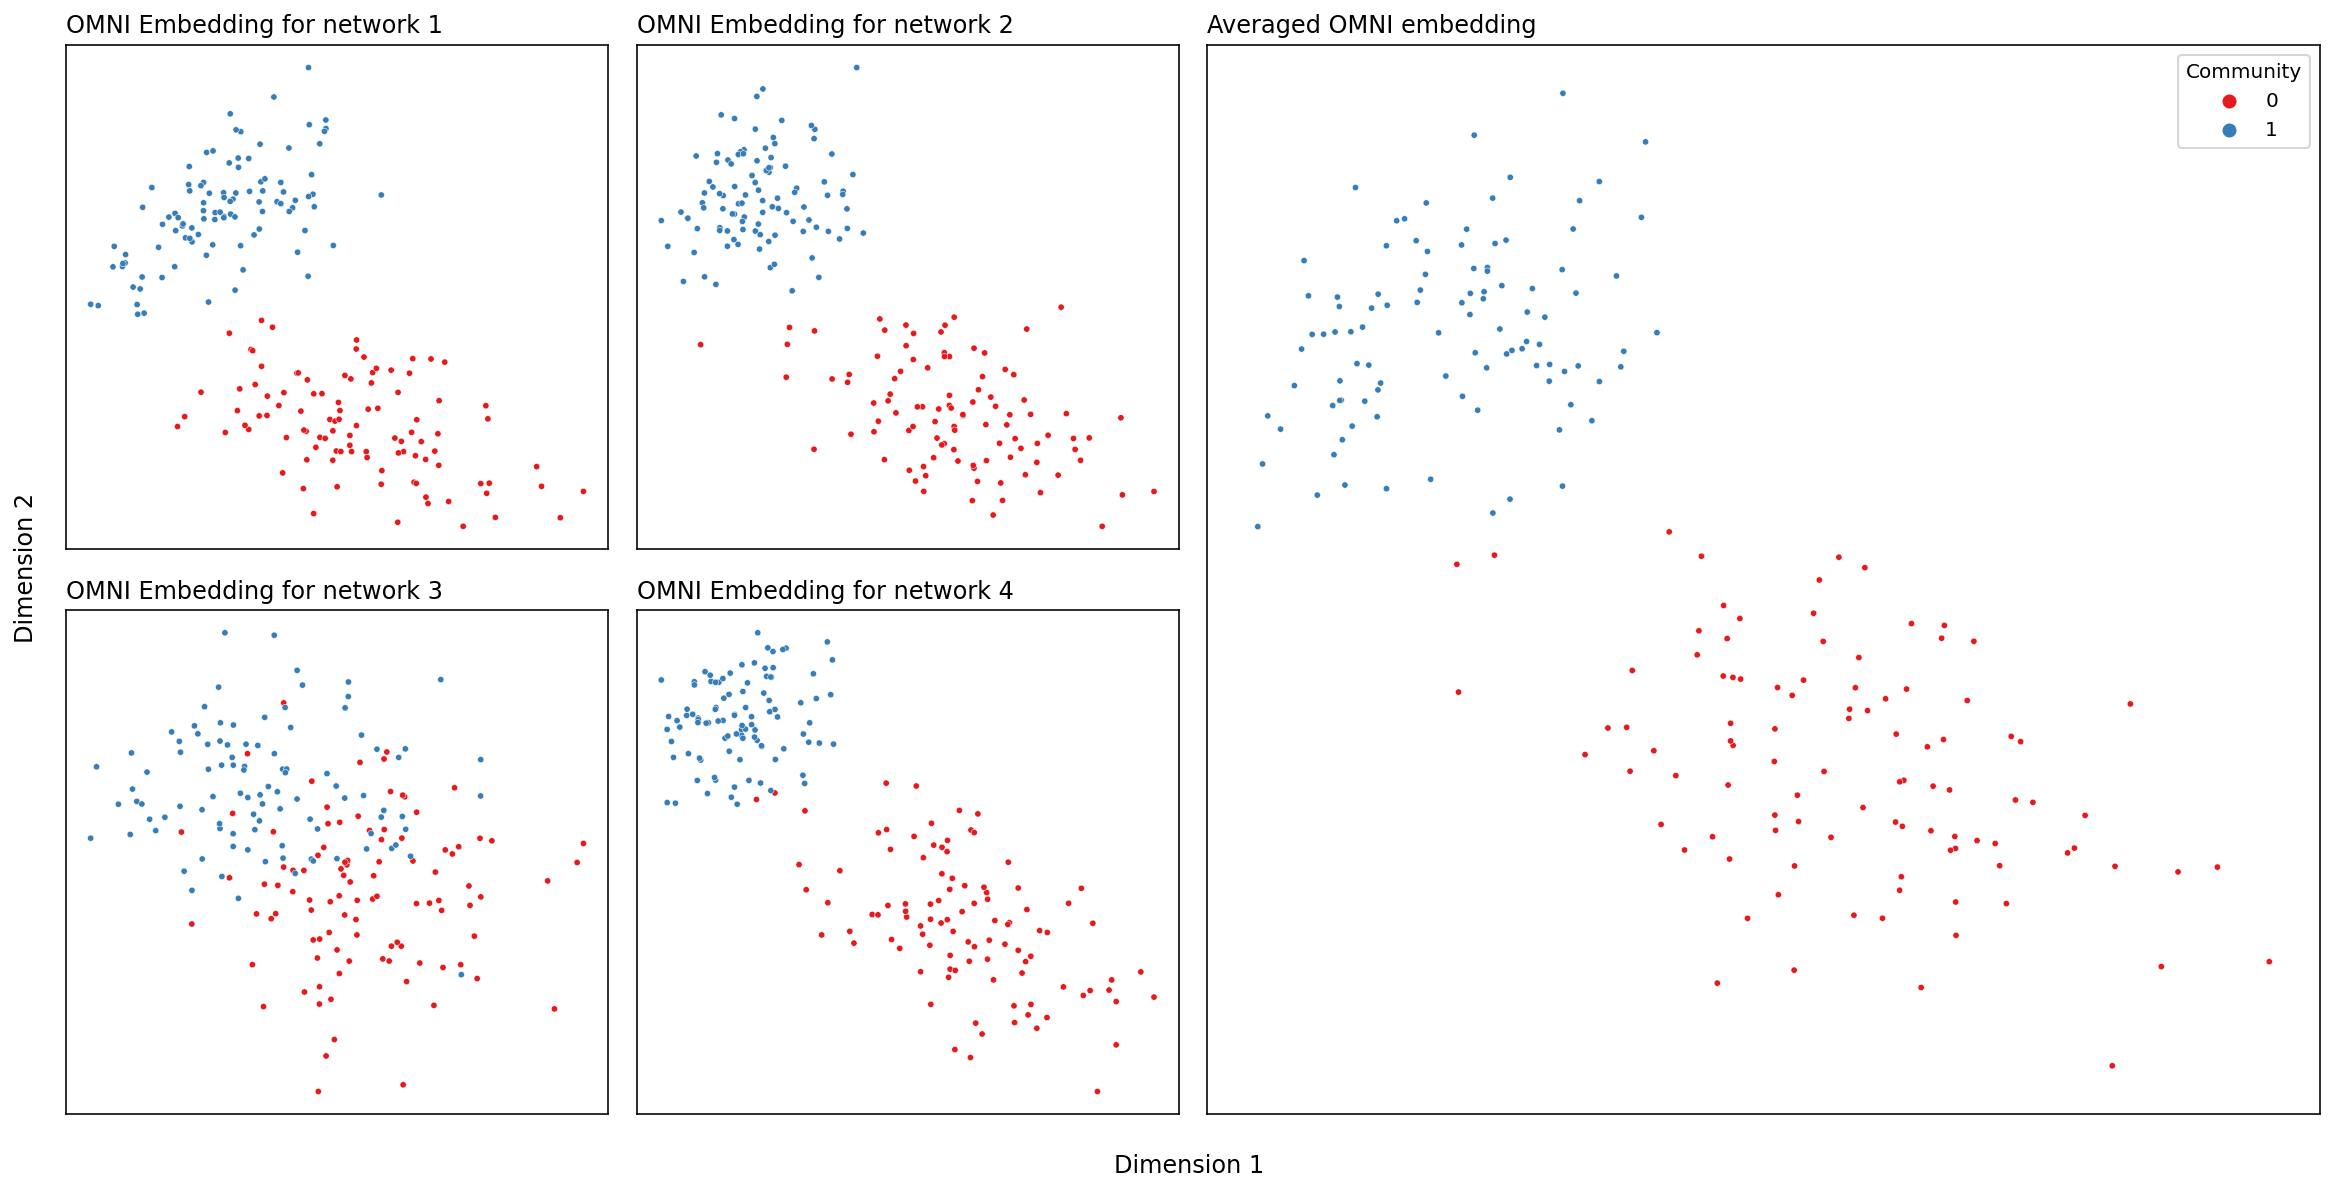 OMNI Embedding for network 1
OMNI Embedding for network 2
Averaged OMNI embedding
Community
0
1
OMNI Embedding for network 3
OMNI Embedding for network 4
Dimension 2
Dimension 1